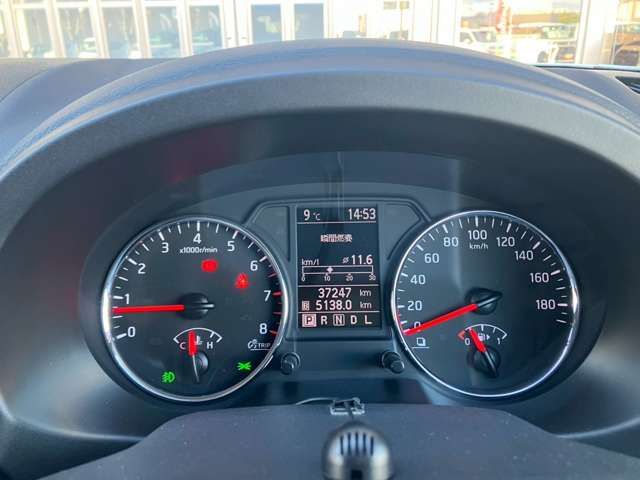 9 °C 14:53
瞬間燃費
km/l ⌀ 11.6
0 10 20 30
37247 km
B 5138.0 km
P R N D L
x1000r/min
0 1 2 3 4 5 6 7 8
C H
TRIP
km/h
0 20 40 60 80 100 120 140 160 180
0 1